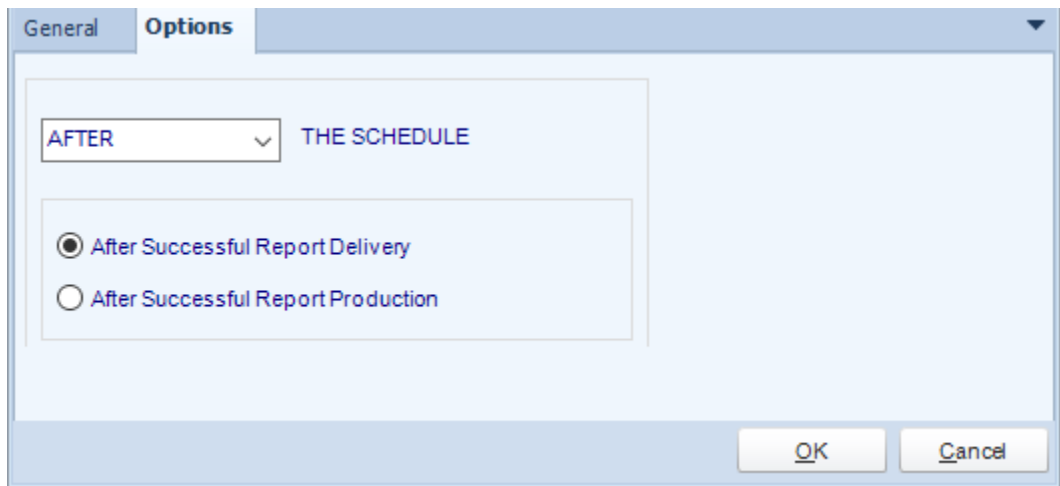 General Options
AFTER THE SCHEDULE
After Successful Report Delivery
After Successful Report Production
OK Cancel